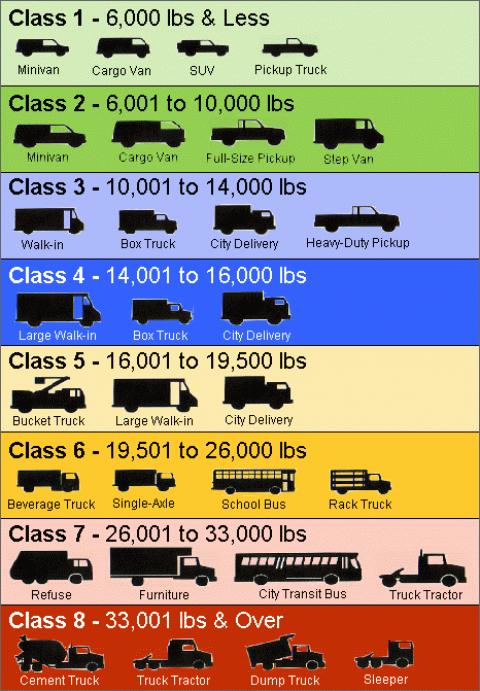 Class 1 - 6,000 lbs & Less
Minivan Cargo Van SUV Pickup Truck
Class 2 - 6,001 to 10,000 lbs
Minivan Cargo Van Full-Size Pickup Step Van
Class 3 - 10,001 to 14,000 lbs
Walk-in Box Truck City Delivery Heavy-Duty Pickup
Class 4 - 14,001 to 16,000 lbs
Large Walk-in Box Truck City Delivery
Class 5 - 16,001 to 19,500 lbs
Bucket Truck Large Walk-in City Delivery
Class 6 - 19,501 to 26,000 lbs
Beverage Truck Single-Axle School Bus Rack Truck
Class 7 - 26,001 to 33,000 lbs
Refuse Furniture City Transit Bus Truck Tractor
Class 8 - 33,001 lbs & Over
Cement Truck Truck Tractor Dump Truck Sleeper